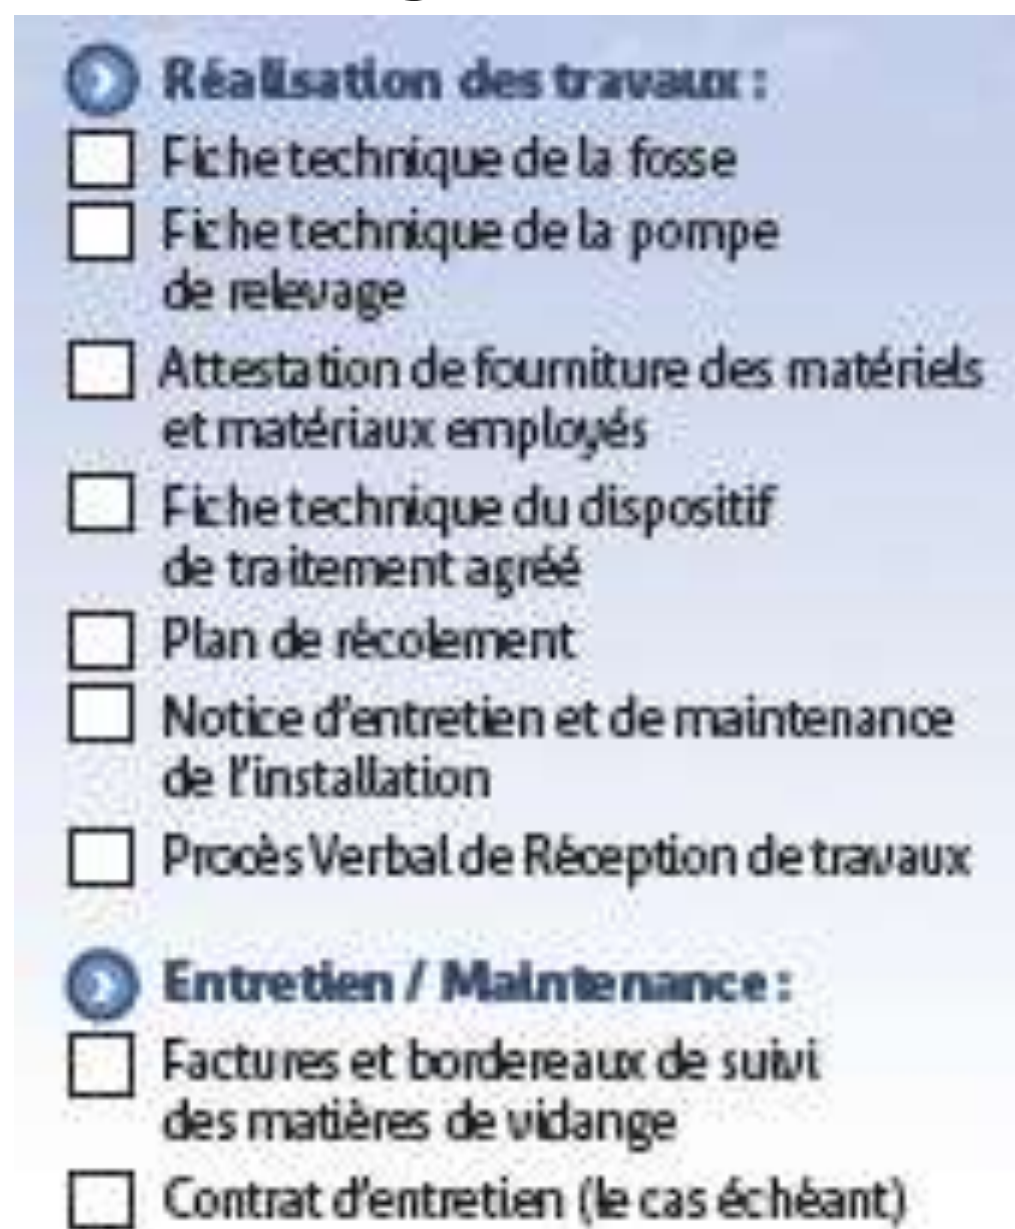 Réalisation des travaux :
Fiche technique de la fosse
Fiche technique de la pompe
de relevage
Attestation de fourniture des matériels
et matériaux employés
Fiche technique du dispositif
de traitement agréé
Plan de récolement
Notice d'entretien et de maintenance
de l'installation
Procès Verbal de Réception de travaux
Entretien / Maintenance :
Factures et bordereaux de suivi
des matières de vidange
Contrat d'entretien (le cas échéant)